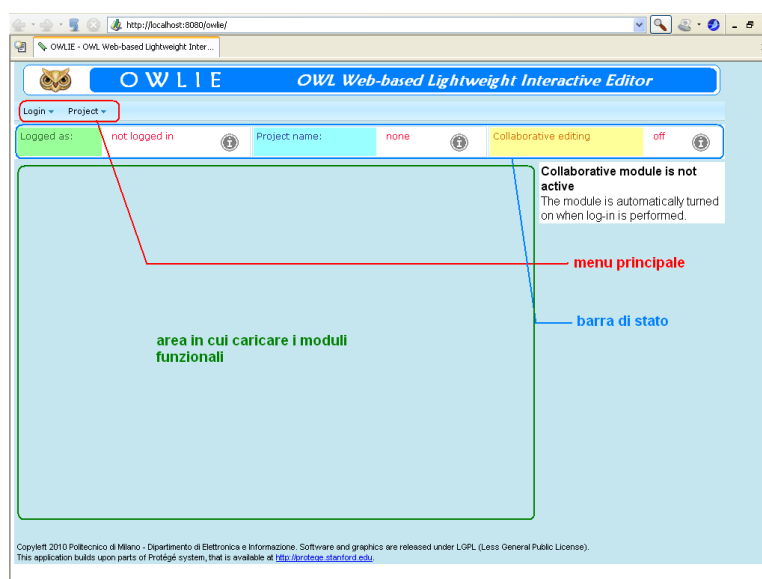 http://localhost:8080/owlie/
OWLIE - OWL Web-based Lightweight Inter...
OWLIE OWL Web-based Lightweight Interactive Editor
Login Project
Logged as: not logged in Project name: none Collaborative editing off
Collaborative module is not
active
The module is automatically turned
on when log-in is performed.
menu principale
barra di stato
area in cui caricare i moduli
funzionali
Copyleft 2010 Politecnico di Milano - Dipartimento di Elettronica e Informazione. Software and graphics are released under LGPL (Less General Public License).
This application builds upon parts of Protégé system, that is available at http://protege.stanford.edu.